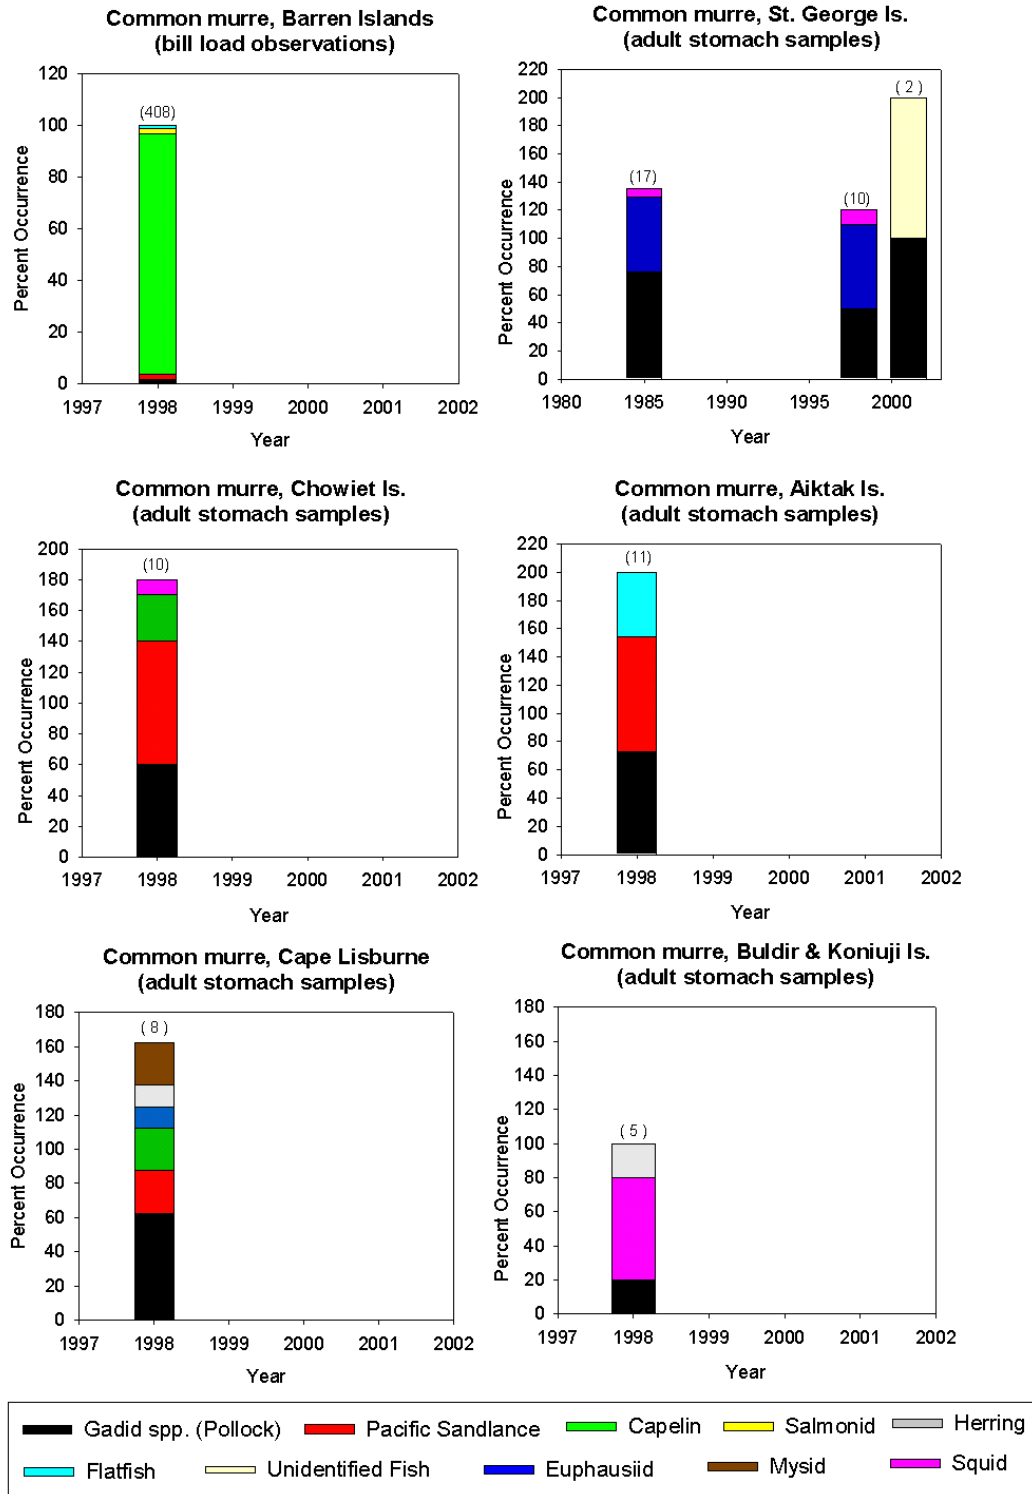 Common murre, Barren Islands
(bill load observations)
120
100
80
60
40
20
0
Percent Occurrence
(408)
1997 1998 1999 2000 2001 2002
Year
Common murre, St. George Is.
(adult stomach samples)
220
200
180
160
140
120
100
80
60
40
20
0
Percent Occurrence
(17)
(10)
( 2 )
1980 1985 1990 1995 2000
Year
Common murre, Chowiet Is.
(adult stomach samples)
200
180
160
140
120
100
80
60
40
20
0
Percent Occurrence
(10)
1997 1998 1999 2000 2001 2002
Year
Common murre, Aiktak Is.
(adult stomach samples)
220
200
180
160
140
120
100
80
60
40
20
0
Percent Occurrence
(11)
1997 1998 1999 2000 2001 2002
Year
Common murre, Cape Lisburne
(adult stomach samples)
180
160
140
120
100
80
60
40
20
0
Percent Occurrence
( 8 )
1997 1998 1999 2000 2001 2002
Year
Common murre, Buldir & Koniuji Is.
(adult stomach samples)
180
160
140
120
100
80
60
40
20
0
Percent Occurrence
( 5 )
1997 1998 1999 2000 2001 2002
Year
Gadid spp. (Pollock) Pacific Sandlance Capelin Salmonid Herring
Flatfish Unidentified Fish Euphausiid Mysid Squid